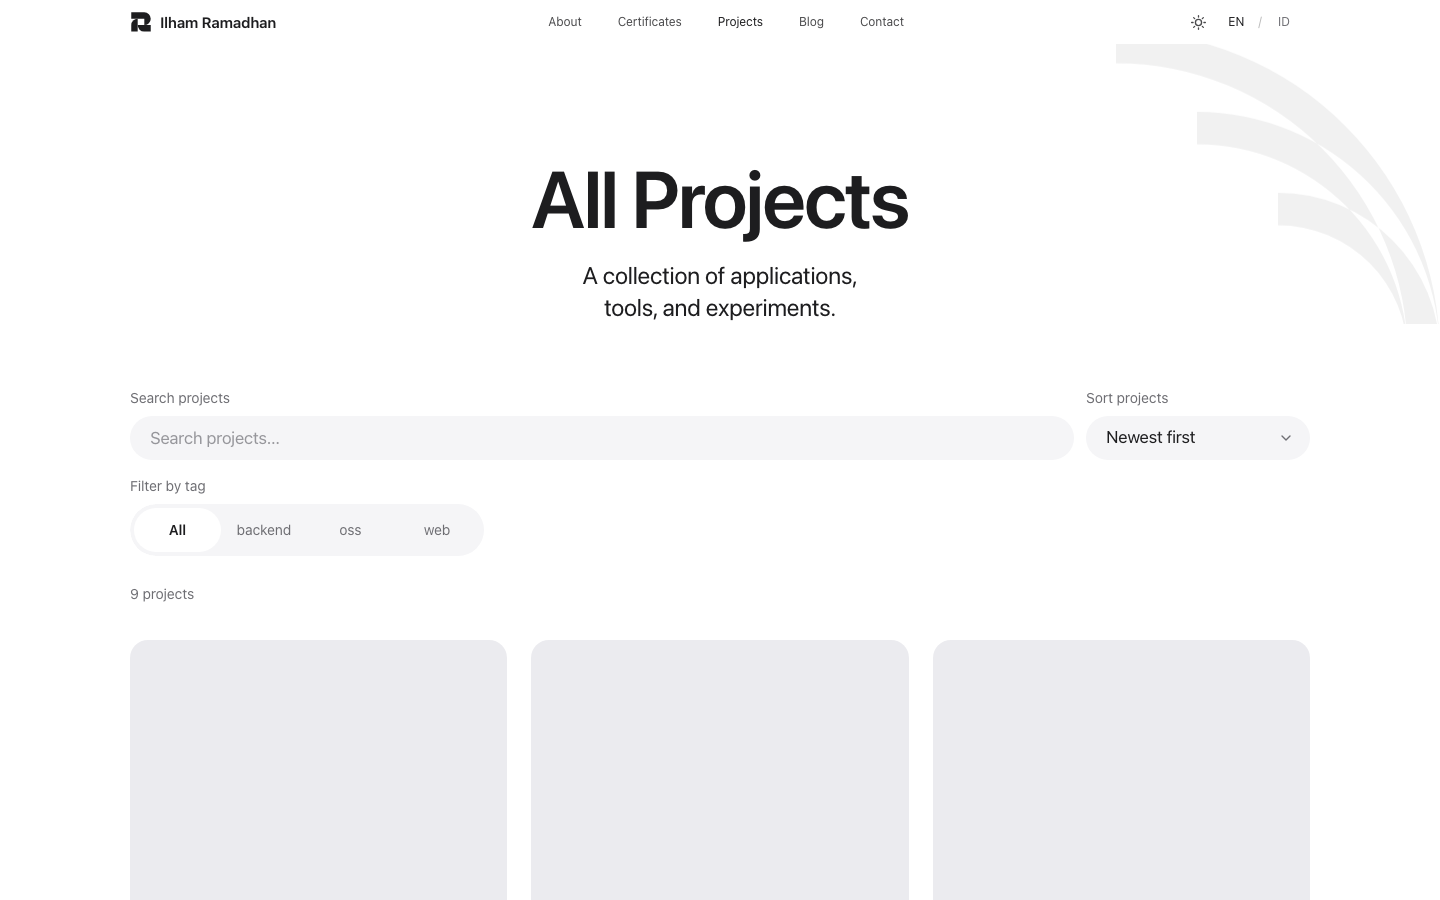 Ilham Ramadhan
About
Certificates
Projects
Blog
Contact
EN / ID
All Projects
A collection of applications,
tools, and experiments.
Search projects
Sort projects
Search projects...
Newest first
Filter by tag
All
backend
oss
web
9 projects